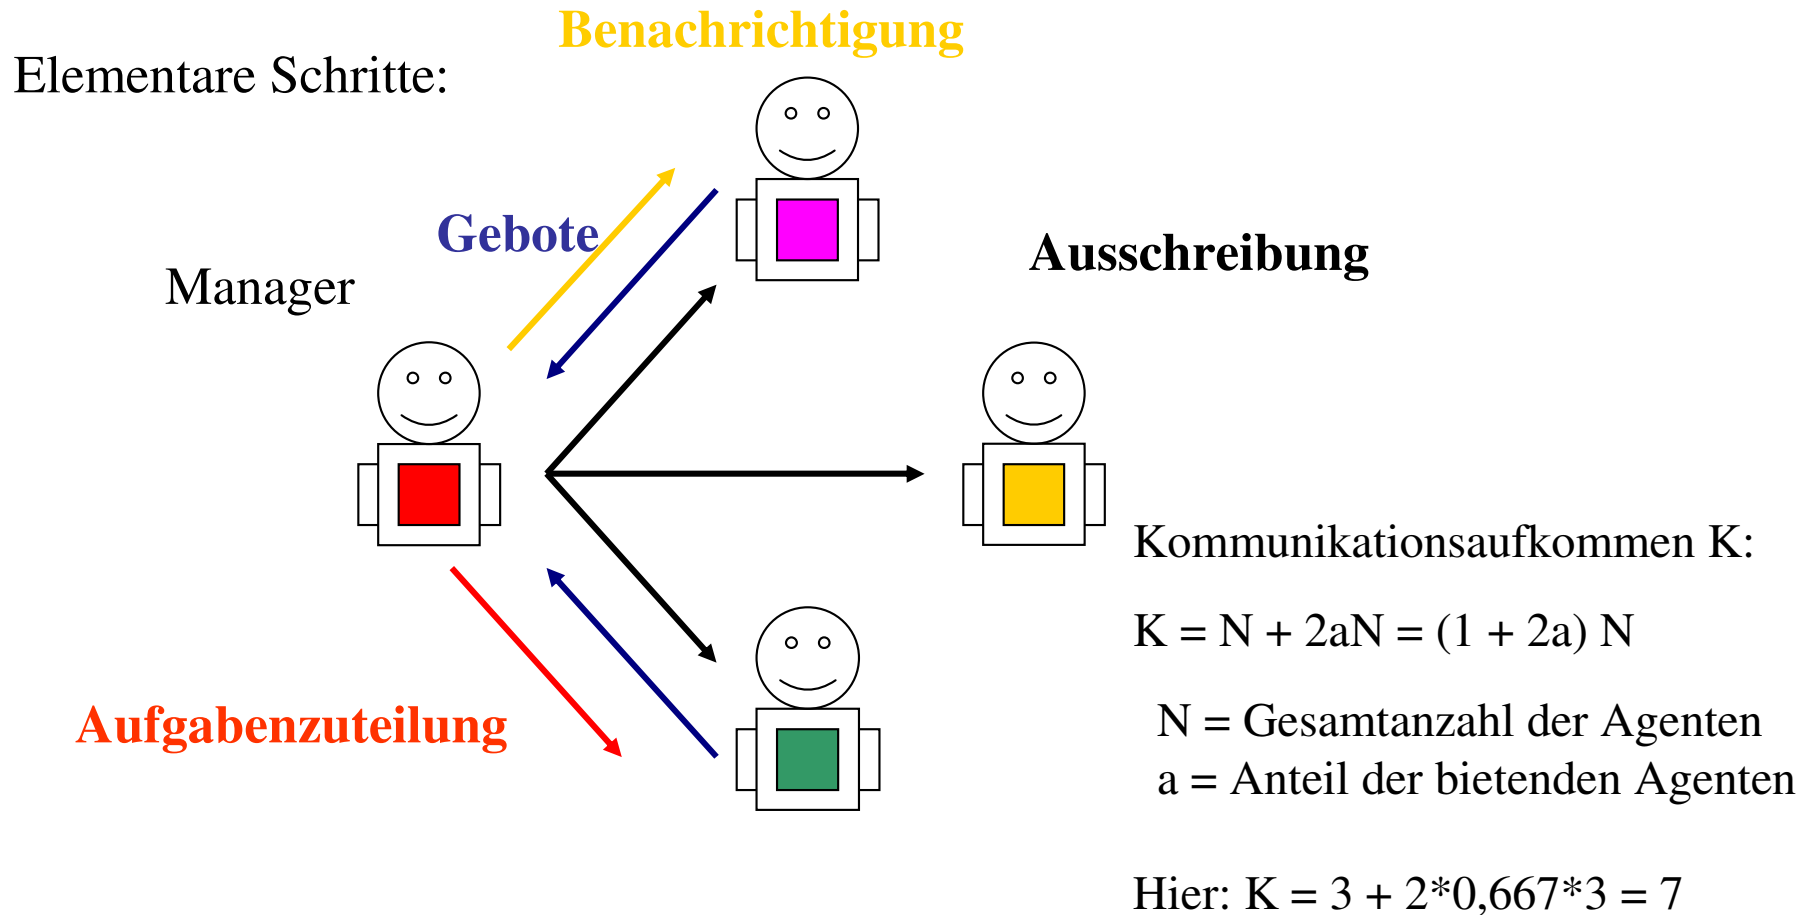 Benachrichtigung
Elementare Schritte:
Gebote
Ausschreibung
Manager
Kommunikationsaufkommen K:
K = N + 2aN = (1 + 2a) N
Aufgabenzuteilung
N = Gesamtanzahl der Agenten
a = Anteil der bietenden Agenten
Hier: K = 3 + 2*0,667*3 = 7